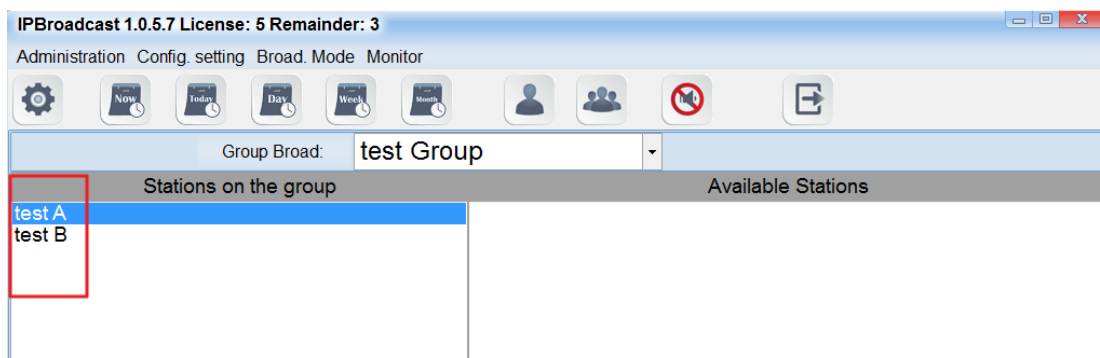 IPBroadcast 1.0.5.7 License: 5 Remainder: 3
Administration Config. setting Broad. Mode Monitor
Now Today Day Week Month
Group Broad: test Group
Stations on the group Available Stations
test A
test B